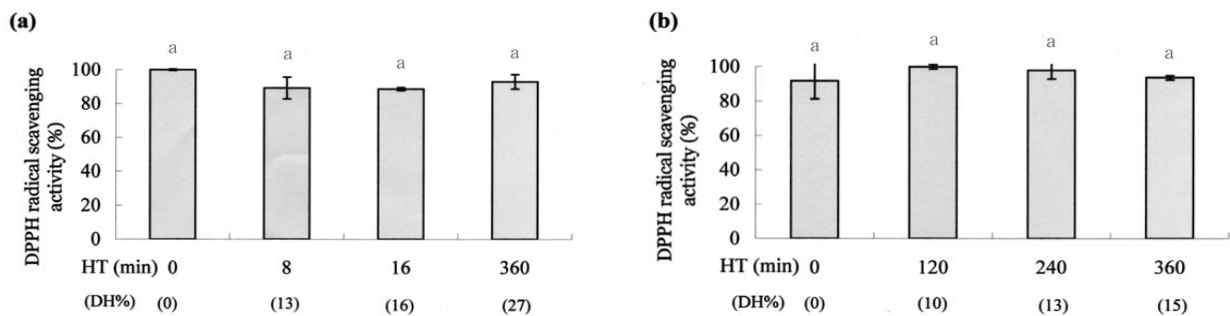 (a)
a a a a
DPPH radical scavenging
activity (%)
100
80
60
40
20
0
HT (min) 0 8 16 360
(DH%) (0) (13) (16) (27)
(b)
a a a a
DPPH radical scavenging
activity (%)
100
80
60
40
20
0
HT (min) 0 120 240 360
(DH%) (0) (10) (13) (15)